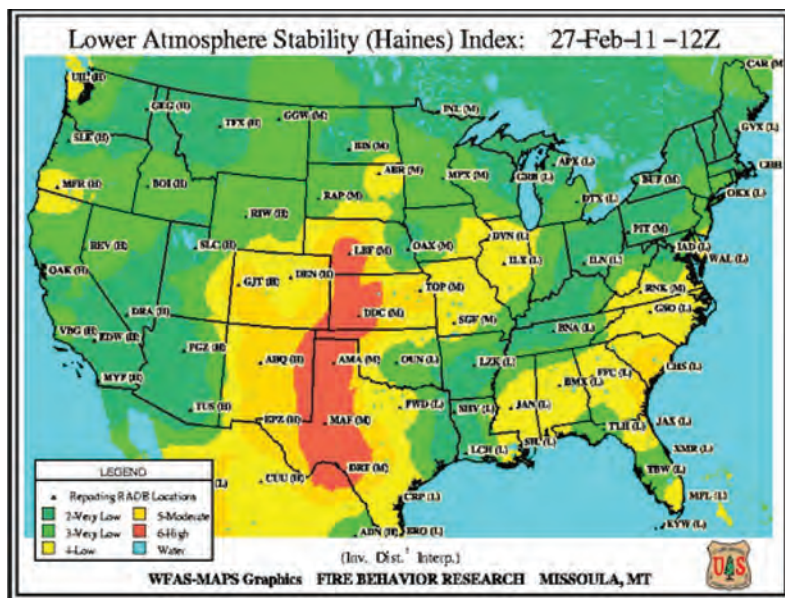 Lower Atmosphere Stability (Haines) Index: 27-Feb-11-12Z
CAR (M)
UIL (H)
GEG (H)
GGW (M)
INL (M)
TFX (H)
GYX (L)
SLE (H)
BIS (M)
ABR (M)
MPX (M)
GRB (L)
APX (L)
CHH
MFR (H)
BOI (H)
RAP (M)
BUF (M)
OKX (L)
RIW (H)
DTX (L)
DVN (L)
PIT (M)
REV (H)
SLC (H)
LBF (M)
OAX (M)
IAD (L)
OAK (H)
DEN (H)
ILX (L)
ILN (L)
WAL (L)
GJT (H)
TOP (M)
RNK (M)
DRA (H)
DDC (M)
SGF (M)
GSO (L)
VBG (H)
EDW (H)
BNA (L)
FGZ (H)
ABQ (H)
AMA (M)
OUN (L)
LZK (L)
CHS (L)
MYF (H)
FFC (L)
BMX (L)
TUS (H)
FWD (L)
JAN (L)
EPZ (H)
MAF (M)
SHV (L)
JAX (L)
TLH (L)
SIL (L)
XMR (L)
LCH (L)
DRT (M)
TBW (L)
CUU (H)
CRP (L)
MFL (L)
KYW (L)
ADN (H)
BRO (L)
LEGEND
Reporting RADB Locations
2-Very Low 5-Moderate
3-Very Low 6-High
4-Low Water
(Inv. Dist.² Interp.)
WFAS-MAPS Graphics FIRE BEHAVIOR RESEARCH MISSOULA, MT
UAS